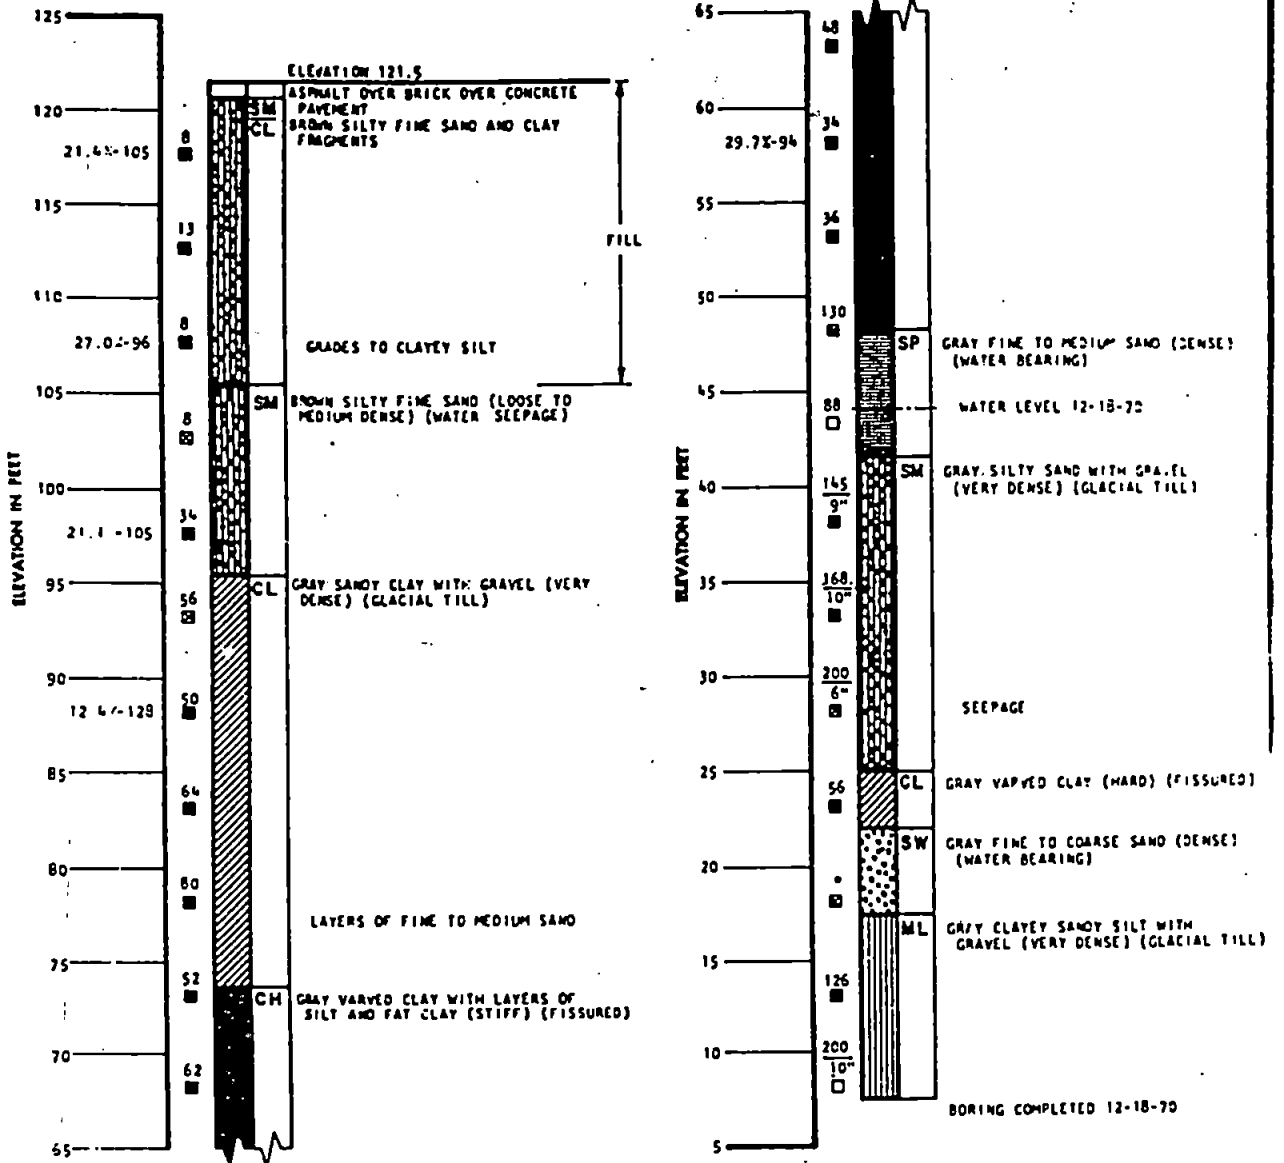 125
ELEVATION 121.5
ASPHALT OVER BRICK OVER CONCRETE
PAVEMENT
SM
CL
BROWN SILTY FINE SAND AND CLAY
FRAGMENTS
120
8
21.4%-105
115
13
FILL
110
8
27.0%-96
GRADES TO CLAYEY SILT
105
SM
BROWN SILTY FINE SAND (LOOSE TO
MEDIUM DENSE) (WATER SEEPAGE)
8
100
34
-105
95
CL
GRAY SANDY CLAY WITH GRAVEL (VERY
DENSE) (GLACIAL TILL)
56
90
50
85
64
80
60
LAYERS OF FINE TO MEDIUM SAND
75
52
CH
GRAY VARVED CLAY WITH LAYERS OF
SILT AND FAT CLAY (STIFF) (FISSURED)
70
62
65
ELEVATION IN FEET
65
48
60
34
29.7%-94
55
36
50
130
SP
GRAY FINE TO MEDIUM SAND (DENSE)
(WATER BEARING)
45
88
WATER LEVEL
SM
GRAY SILTY SAND WITH GRAVEL
(VERY DENSE) (GLACIAL TILL)
40
145
9"
35
168
10"
30
200
6"
SEEPAGE
25
CL
GRAY VARVED CLAY (HARD) (FISSURED)
56
SW
GRAY FINE TO COARSE SAND (DENSE)
(WATER BEARING)
20
*
ML
GRAY CLAYEY SANDY SILT WITH
GRAVEL (VERY DENSE) (GLACIAL TILL)
15
126
10
200
10"
BORING COMPLETED 12-18-70
5
ELEVATION IN FEET